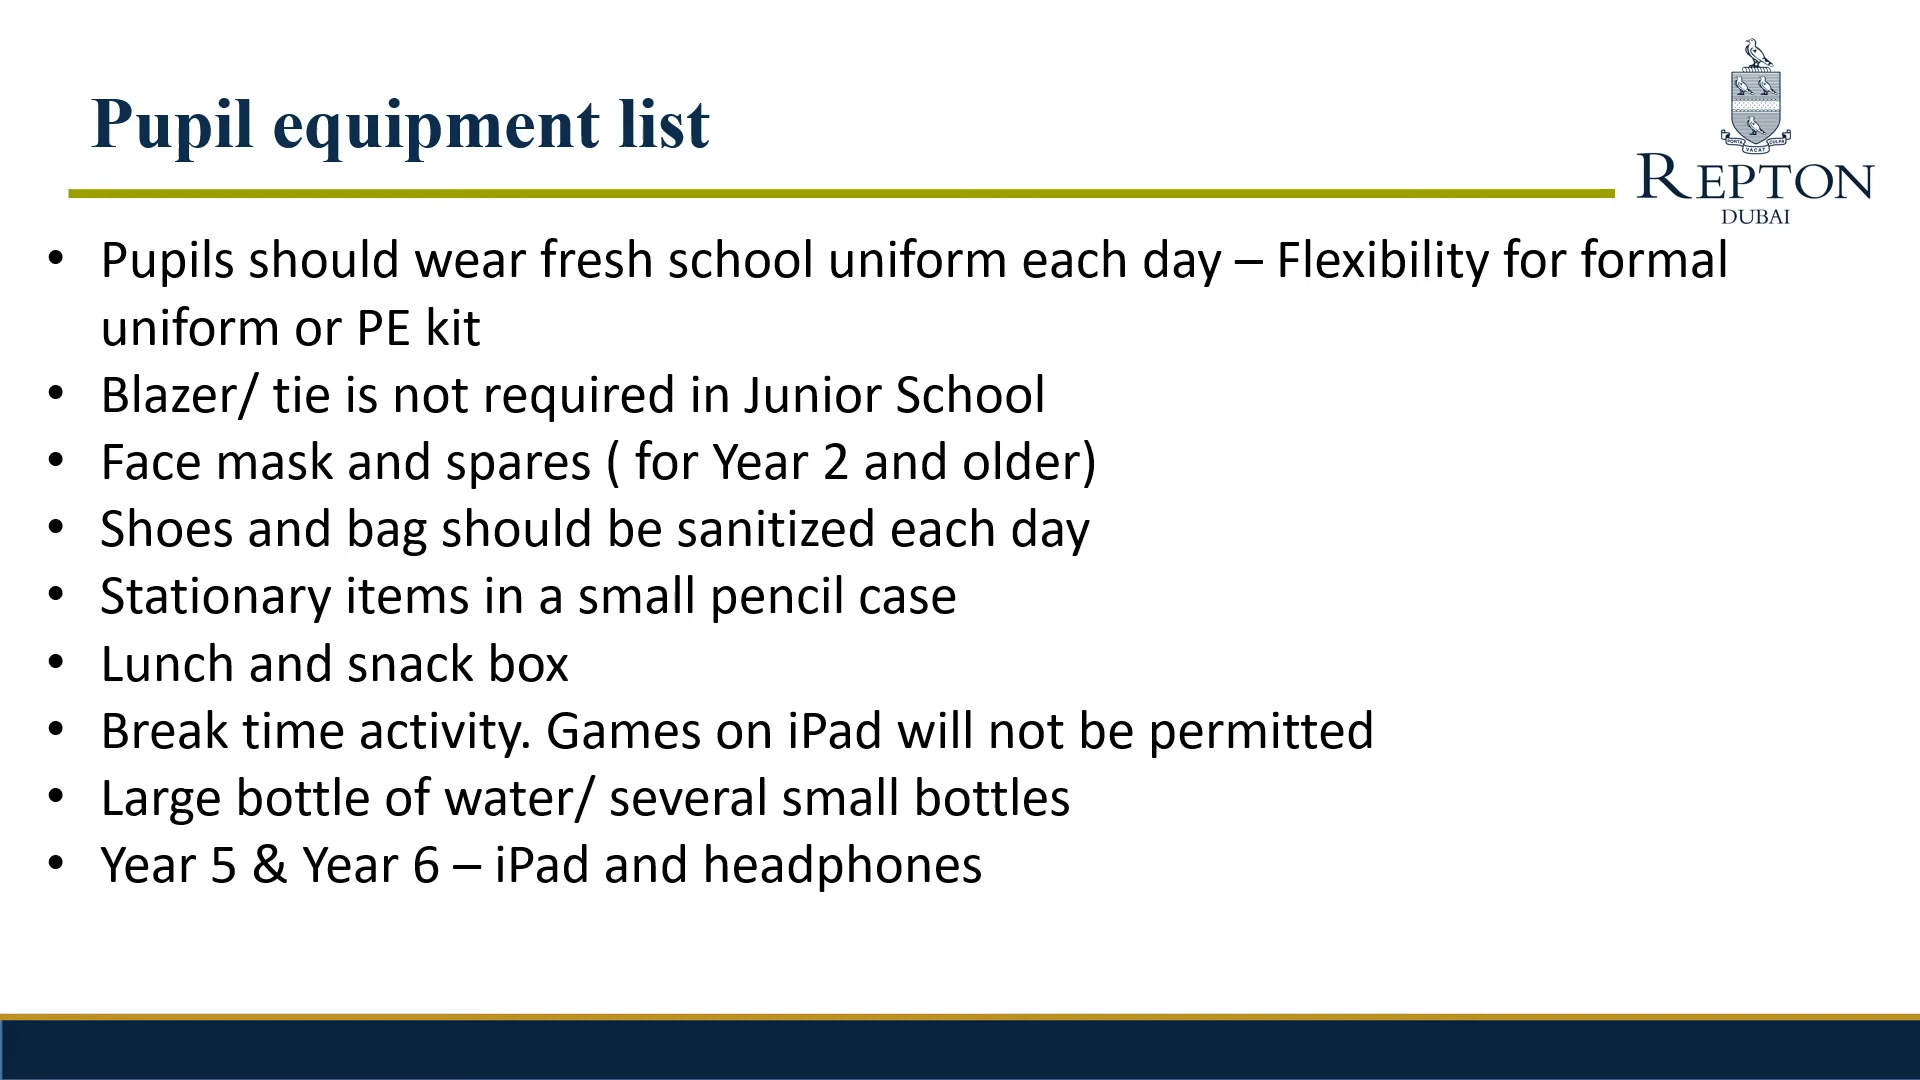 Pupil equipment list
PORTA VACAT CULPA
REPTON
DUBAI
• Pupils should wear fresh school uniform each day – Flexibility for formal
uniform or PE kit
• Blazer/ tie is not required in Junior School
• Face mask and spares ( for Year 2 and older)
• Shoes and bag should be sanitized each day
• Stationary items in a small pencil case
• Lunch and snack box
• Break time activity. Games on iPad will not be permitted
• Large bottle of water/ several small bottles
• Year 5 & Year 6 – iPad and headphones